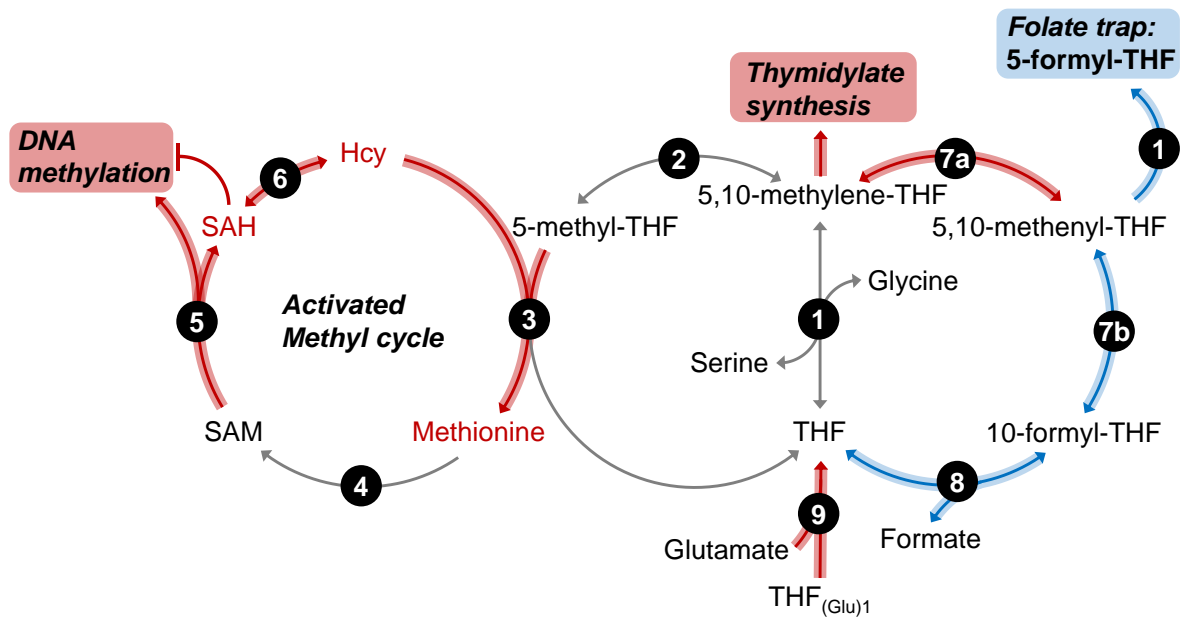 Folate trap:
5-formyl-THF
Thymidylate
synthesis
DNA
methylation
Hcy
6
2
7a
1
SAH
5-methyl-THF
5,10-methylene-THF
5,10-methenyl-THF
Activated
Methyl cycle
5
3
Glycine
1
7b
Serine
SAM
Methionine
THF
10-formyl-THF
4
8
9
Glutamate
Formate
THF(Glu)1